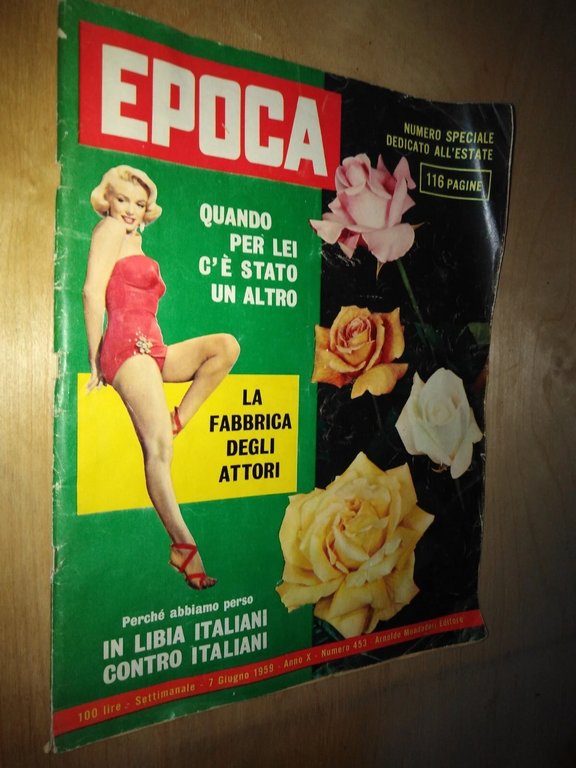 EPOCA
NUMERO SPECIALE
DEDICATO ALL'ESTATE
116 PAGINE
QUANDO
PER LEI
C'È STATO
UN ALTRO
LA
FABBRICA
DEGLI
ATTORI
Perché abbiamo perso
IN LIBIA ITALIANI
CONTRO ITALIANI
100 lire - Settimanale - 7 Giugno 1959 - Anno X - Numero 453 - Arnoldo Mondadori Editore